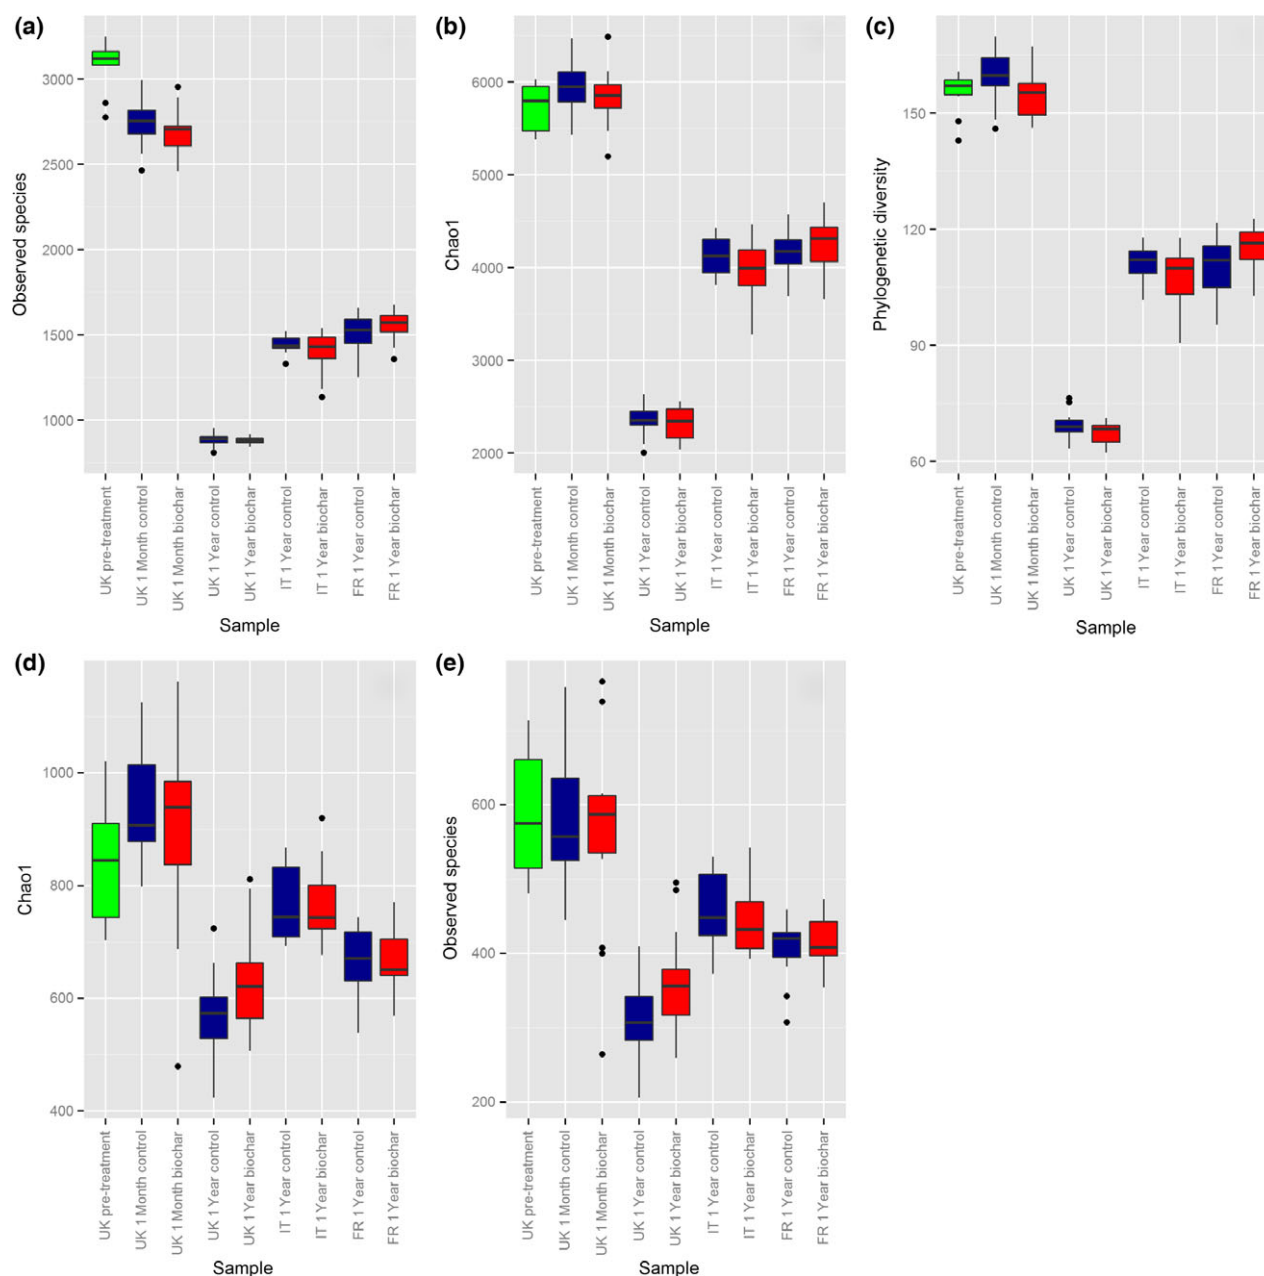 (a)
Observed species
3000
2500
2000
1500
1000
UK pre-treatment
UK 1 Month control
UK 1 Month biochar
UK 1 Year control
UK 1 Year biochar
IT 1 Year control
IT 1 Year biochar
FR 1 Year control
FR 1 Year biochar
Sample
(b)
Chao1
6000
5000
4000
3000
2000
UK pre-treatment
UK 1 Month control
UK 1 Month biochar
UK 1 Year control
UK 1 Year biochar
IT 1 Year control
IT 1 Year biochar
FR 1 Year control
FR 1 Year biochar
Sample
(c)
Phylogenetic diversity
150
120
90
60
UK pre-treatment
UK 1 Month control
UK 1 Month biochar
UK 1 Year control
UK 1 Year biochar
IT 1 Year control
IT 1 Year biochar
FR 1 Year control
FR 1 Year biochar
Sample
(d)
Chao1
1000
800
600
400
UK pre-treatment
UK 1 Month control
UK 1 Month biochar
UK 1 Year control
UK 1 Year biochar
IT 1 Year control
IT 1 Year biochar
FR 1 Year control
FR 1 Year biochar
Sample
(e)
Observed species
600
400
200
UK pre-treatment
UK 1 Month control
UK 1 Month biochar
UK 1 Year control
UK 1 Year biochar
IT 1 Year control
IT 1 Year biochar
FR 1 Year control
FR 1 Year biochar
Sample